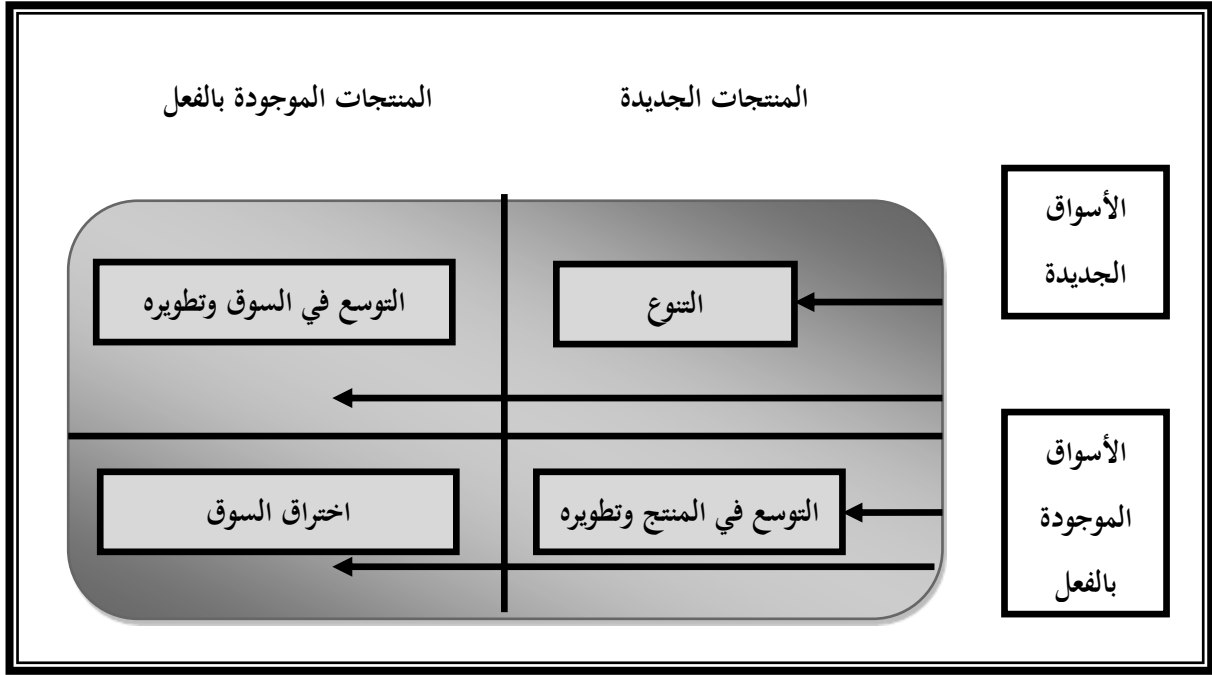 المنتجات الجديدة
المنتجات الموجودة بالفعل
الأسواق
الجديدة
التنوع
التوسع في السوق وتطويره
الأسواق
الموجودة
بالفعل
التوسع في المنتج وتطويره
اختراق السوق